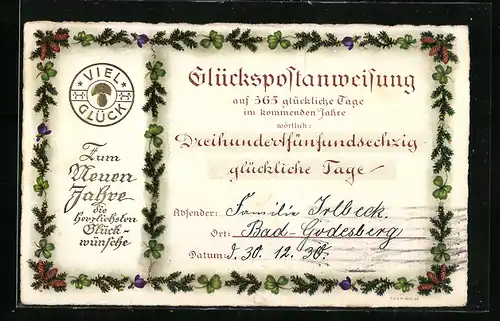 VIEL
GLÜCK
Zum
Neuen
Jahre
die
herzlichsten
Glück-
wünsche
Glückspostanweisung
auf 365 glückliche Tage
im kommenden Jahre
wörtlich:
Dreihundertfünfundsechzig
glückliche Tage
Absender: Familie Irlbeck.
Ort: Bad-Godesberg
Datum: d. 30. 12. 30.